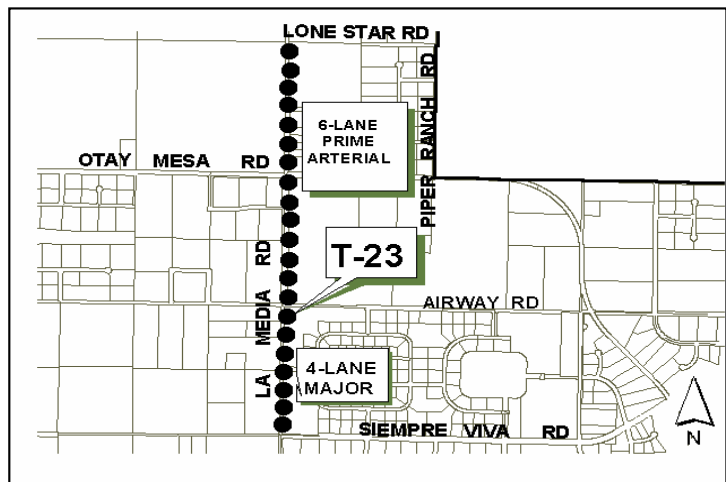 LONE STAR RD
PIPER RANCH RD
6-LANE
PRIME
ARTERIAL
OTAY MESA RD
LA MEDIA RD
T-23
AIRWAY RD
4-LANE
MAJOR
SIEMPRE VIVA RD
N